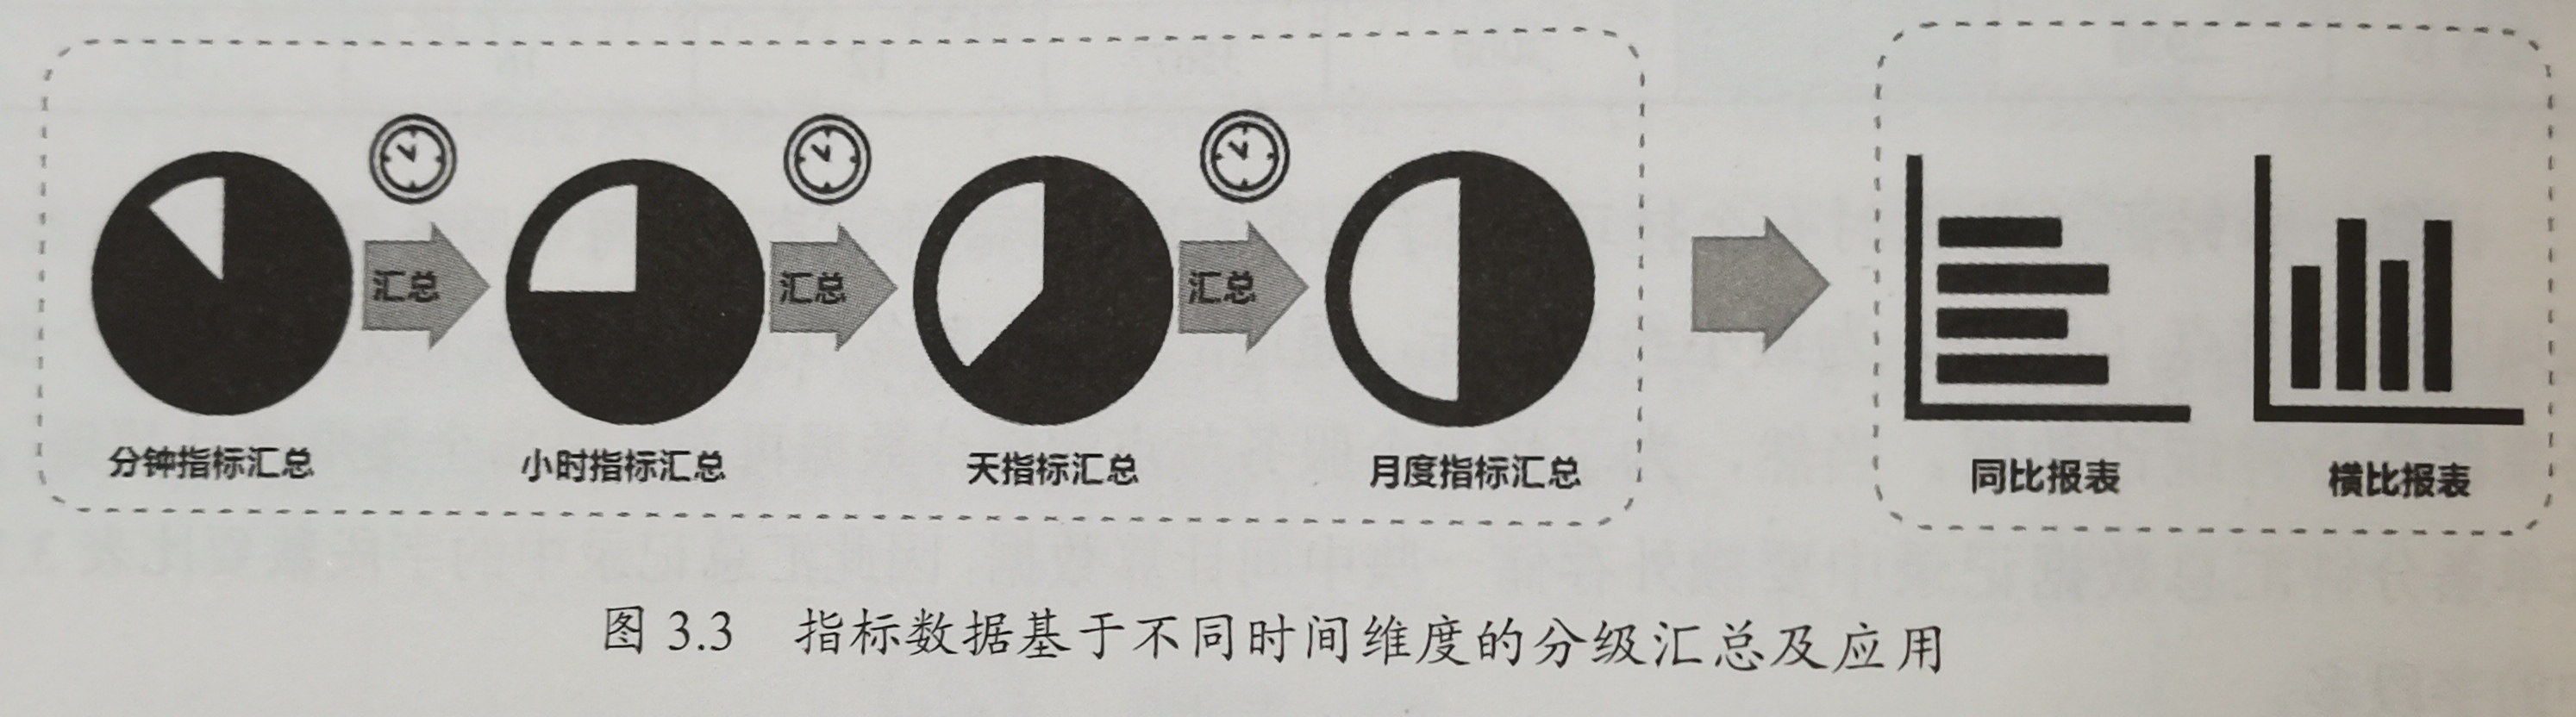 汇总
汇总
汇总
分钟指标汇总
小时指标汇总
天指标汇总
月度指标汇总
同比报表
横比报表
图 3.3 指标数据基于不同时间维度的分级汇总及应用